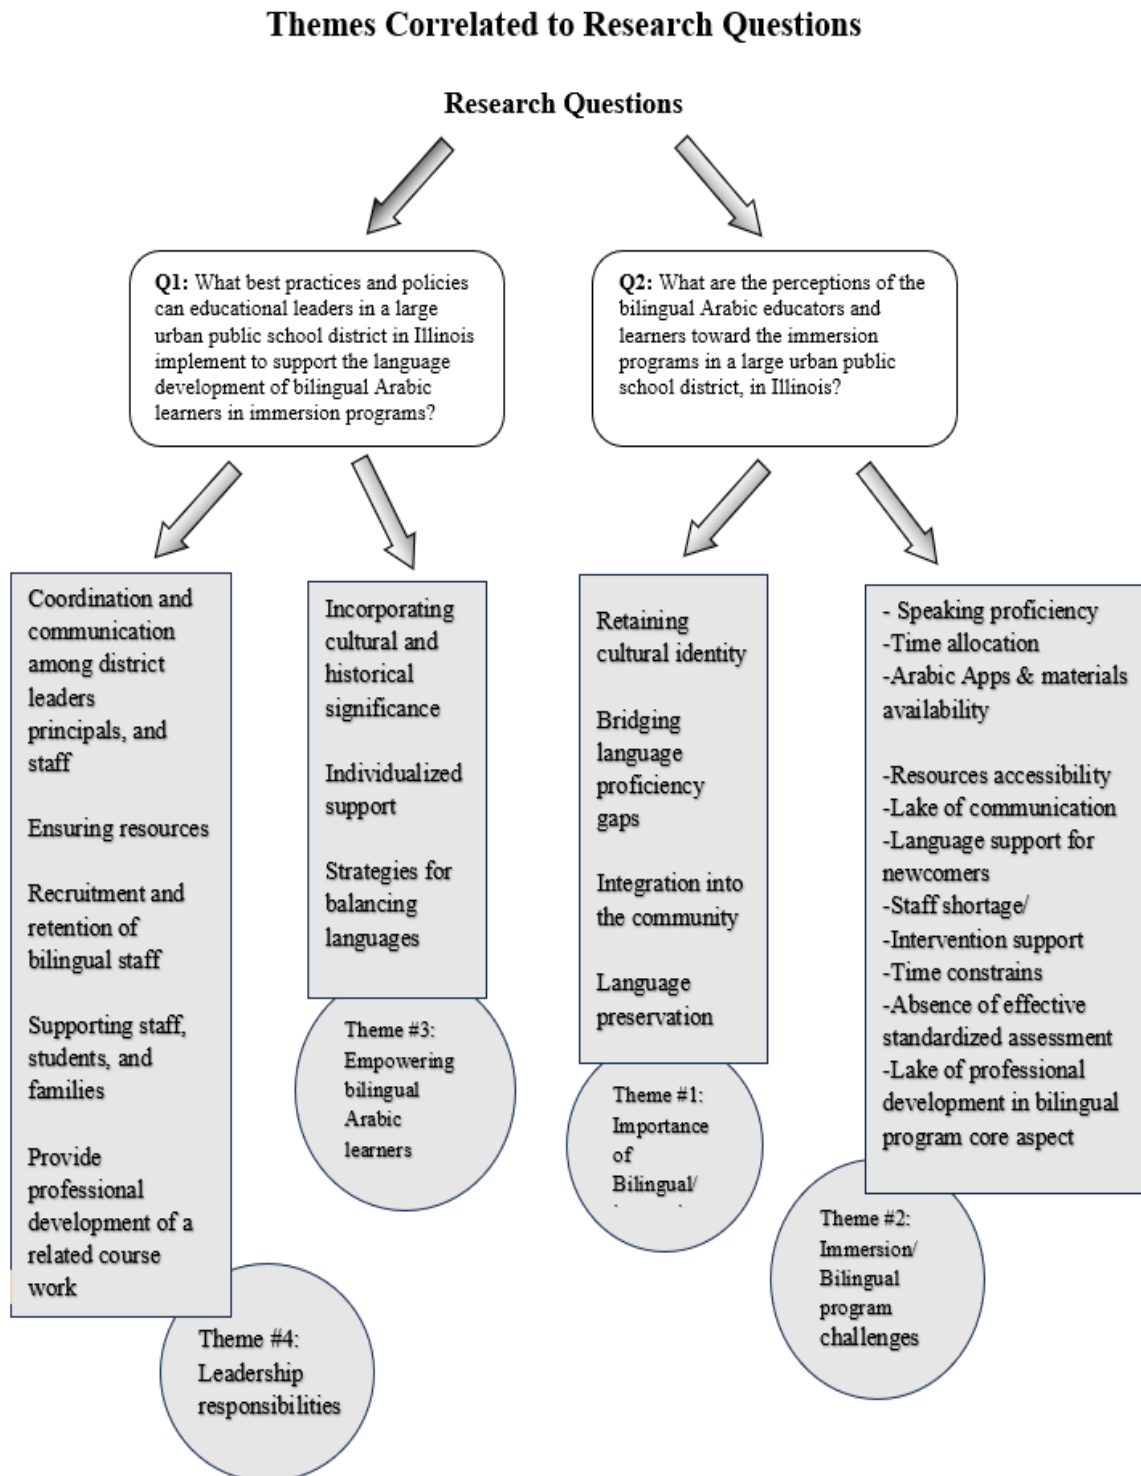 Themes Correlated to Research Questions
Research Questions
Q1: What best practices and policies
can educational leaders in a large
urban public school district in Illinois
implement to support the language
development of bilingual Arabic
learners in immersion programs?
Q2: What are the perceptions of the
bilingual Arabic educators and
learners toward the immersion
programs in a large urban public
school district, in Illinois?
Coordination and
communication
among district
leaders
principals, and
staff
Ensuring resources
Recruitment and
retention of
bilingual staff
Supporting staff,
students, and
families
Provide
professional
development of a
related course
work
Theme #4:
Leadership
responsibilities
Incorporating
cultural and
historical
significance
Individualized
support
Strategies for
balancing
languages
Theme #3:
Empowering
bilingual
Arabic
learners
Retaining
cultural identity
Bridging
language
proficiency
gaps
Integration into
the community
Language
preservation
Theme #1:
Importance
of
Bilingual/
- Speaking proficiency
-Time allocation
-Arabic Apps & materials
availability
-Resources accessibility
-Lake of communication
-Language support for
newcomers
-Staff shortage/
-Intervention support
-Time constrains
-Absence of effective
standardized assessment
-Lake of professional
development in bilingual
program core aspect
Theme #2:
Immersion/
Bilingual
program
challenges